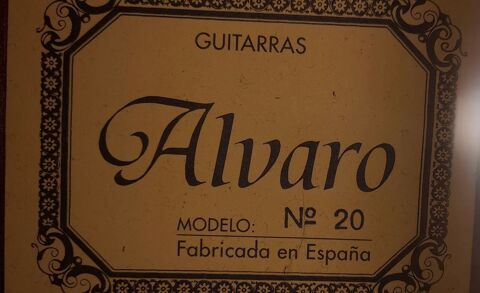 GUITARRAS
Alvaro
MODELO: Nº 20
Fabricada en España